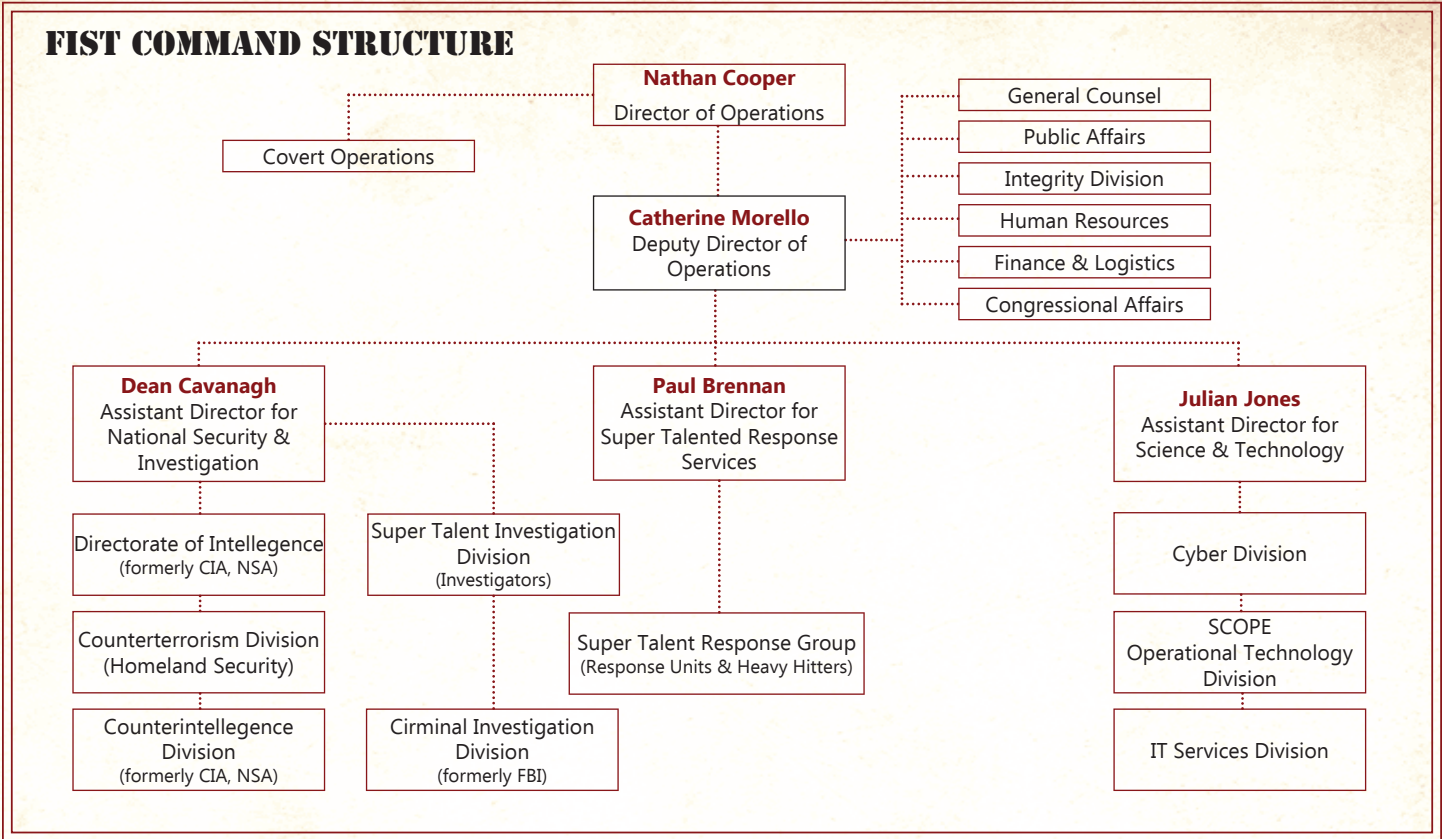 FIST COMMAND STRUCTURE
Nathan Cooper
Director of Operations
Covert Operations
General Counsel
Public Affairs
Integrity Division
Human Resources
Finance & Logistics
Congressional Affairs
Catherine Morello
Deputy Director of
Operations
Dean Cavanagh
Assistant Director for
National Security &
Investigation
Paul Brennan
Assistant Director for
Super Talented Response
Services
Julian Jones
Assistant Director for
Science & Technology
Directorate of Intellegence
(formerly CIA, NSA)
Counterterrorism Division
(Homeland Security)
Counterintellegence
Division
(formerly CIA, NSA)
Super Talent Investigation
Division
(Investigators)
Cirminal Investigation
Division
(formerly FBI)
Super Talent Response Group
(Response Units & Heavy Hitters)
Cyber Division
SCOPE
Operational Technology
Division
IT Services Division